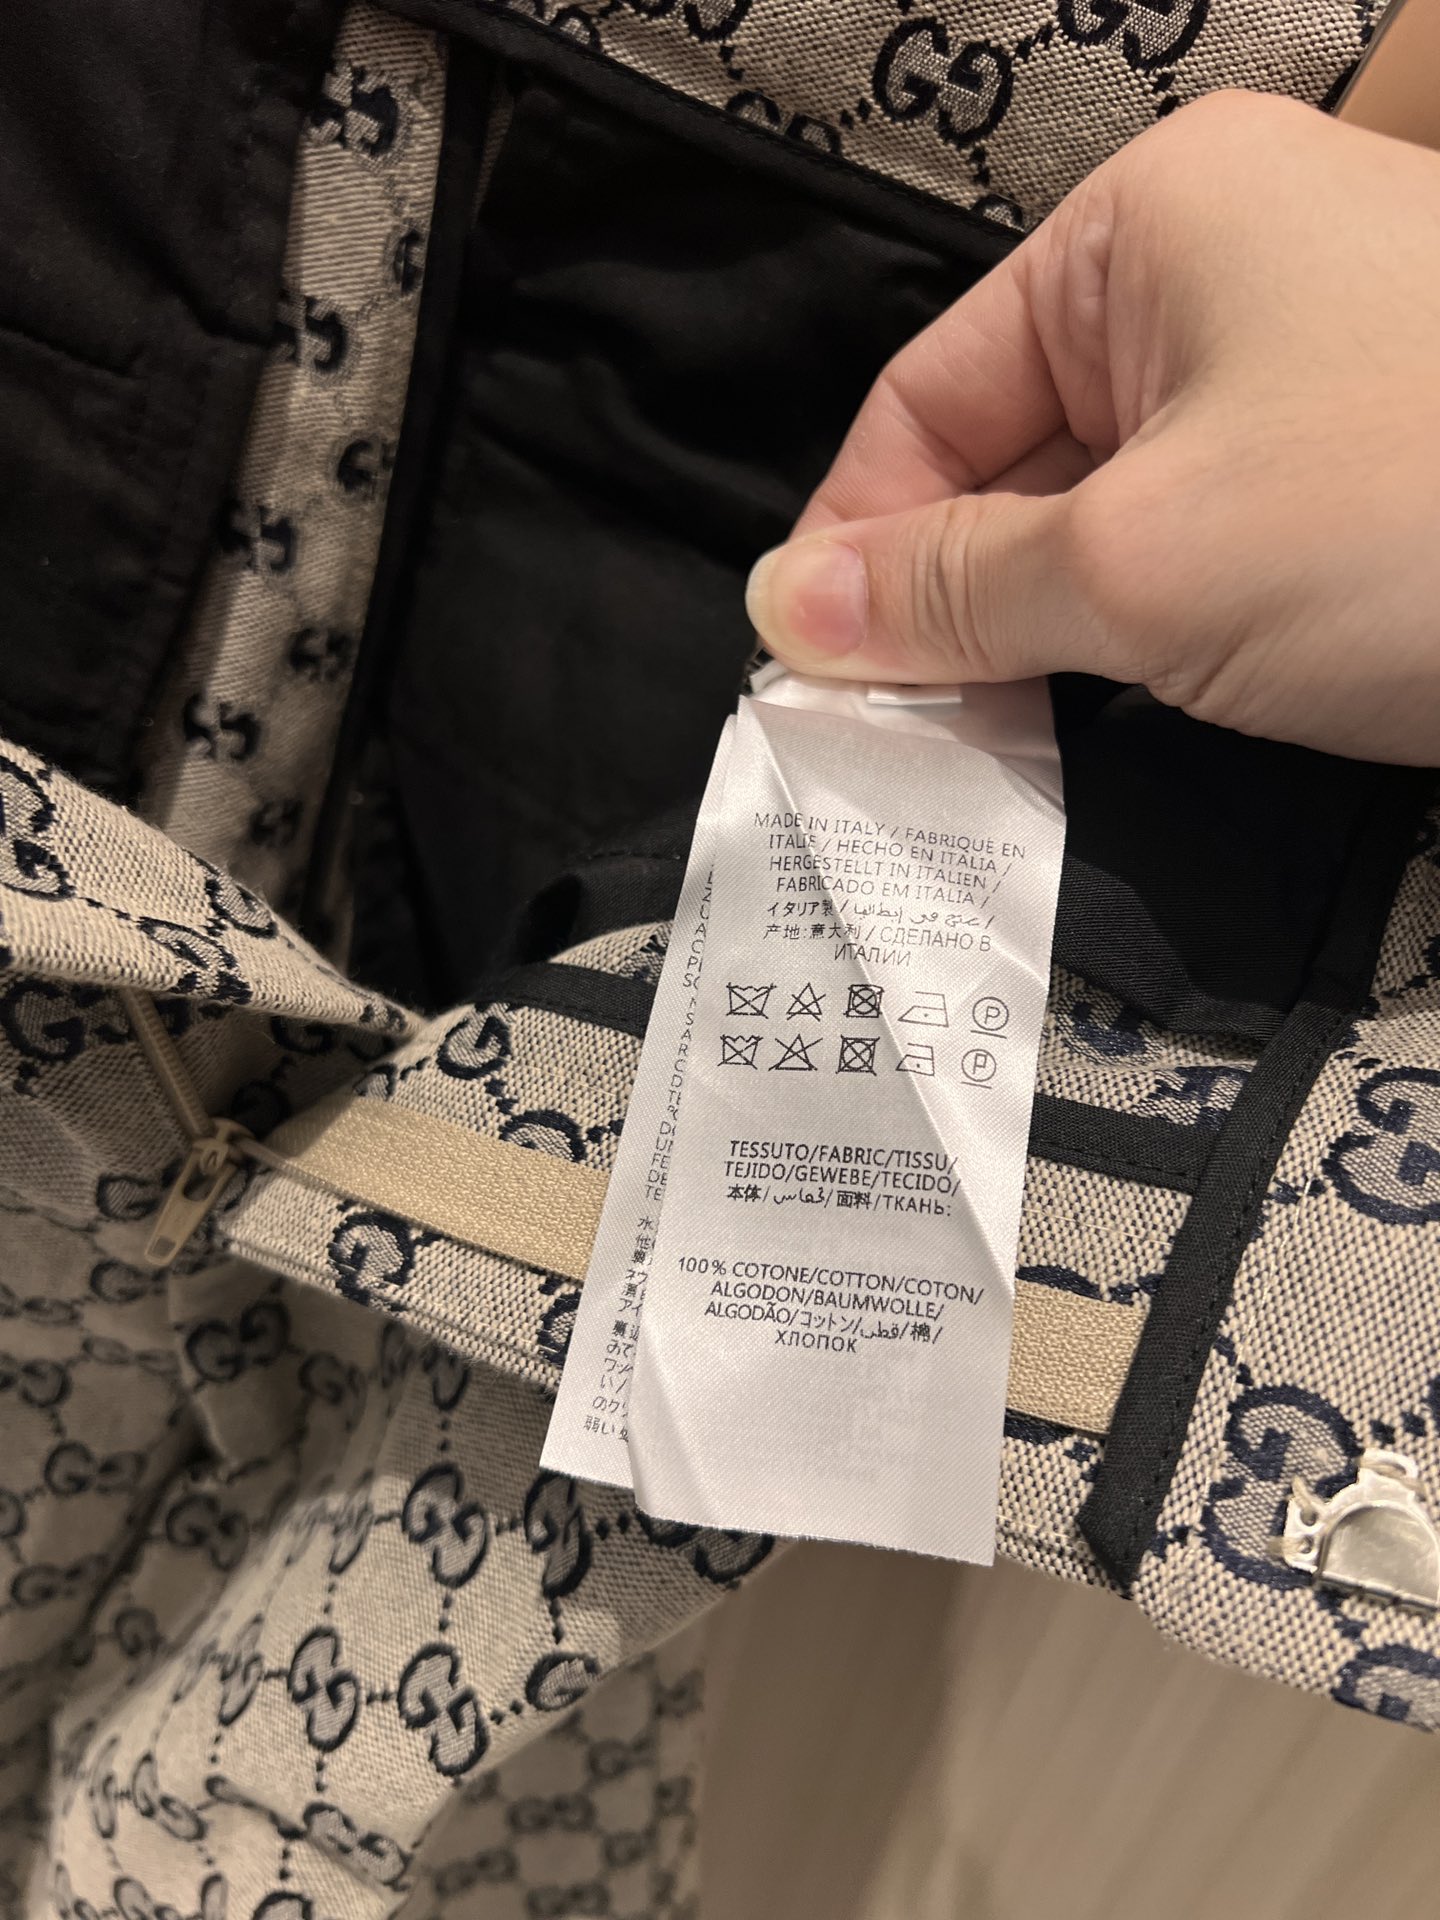 MADE IN ITALY / FABRIQUÉ EN
ITALIE / HECHO EN ITALIA /
HERGESTELLT IN ITALIEN /
FABRICADO EM ITALIA /
イタリア製 / صنع في إيطاليا /
产地:意大利 / СДЕЛАНО В
ИТАЛИИ
P
P
TESSUTO/FABRIC/TISSU/
TEJIDO/GEWEBE/TECIDO/
本体/قماش/面料/ТКАНЬ:
100% COTONE/COTTON/COTON/
ALGODON/BAUMWOLLE/
ALGODÃO/コットン/قطن/棉/
ХЛОПОК